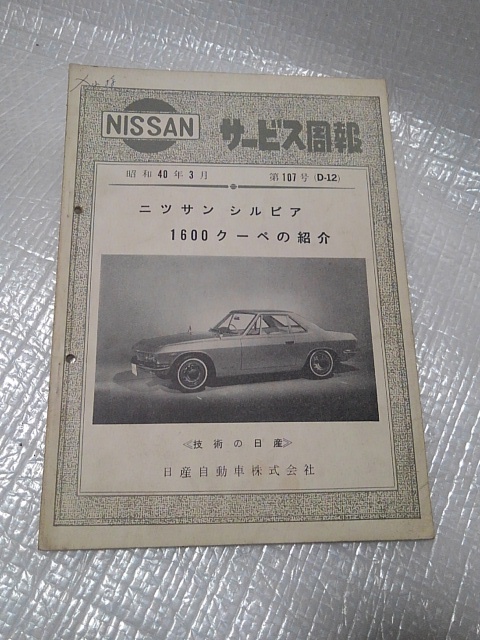 NISSAN サービス周報
昭和40年3月 第107号(D-12)
ニツサン シルビア
1600クーペの紹介
≪技術の日産≫
日産自動車株式会社